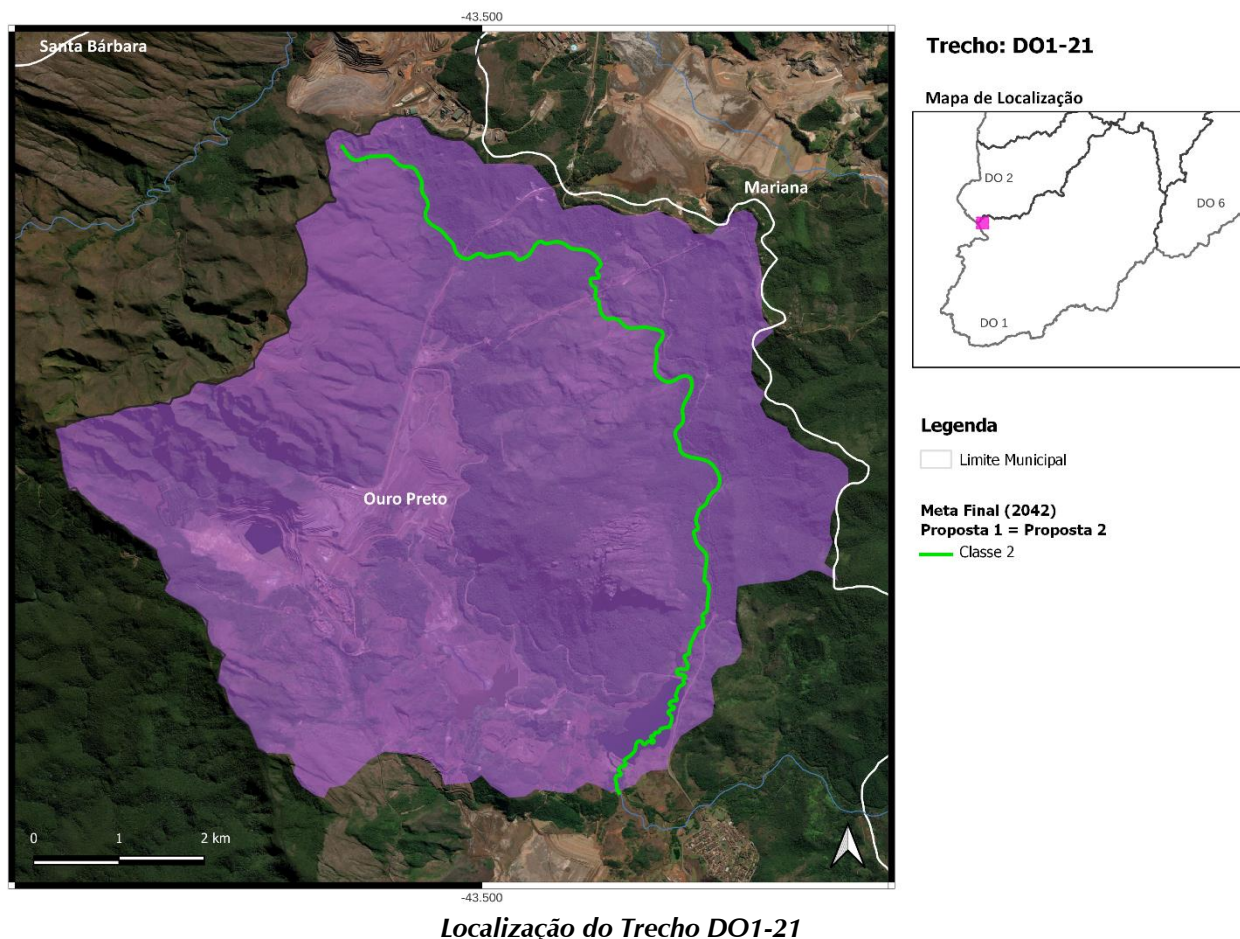 -43.500
Santa Bárbara
Mariana
Ouro Preto
0 1 2 km
-43.500
Trecho: DO1-21
Mapa de Localização
DO 2
DO 6
DO 1
Legenda
Limite Municipal
Meta Final (2042)
Proposta 1 = Proposta 2
Classe 2
Localização do Trecho DO1-21